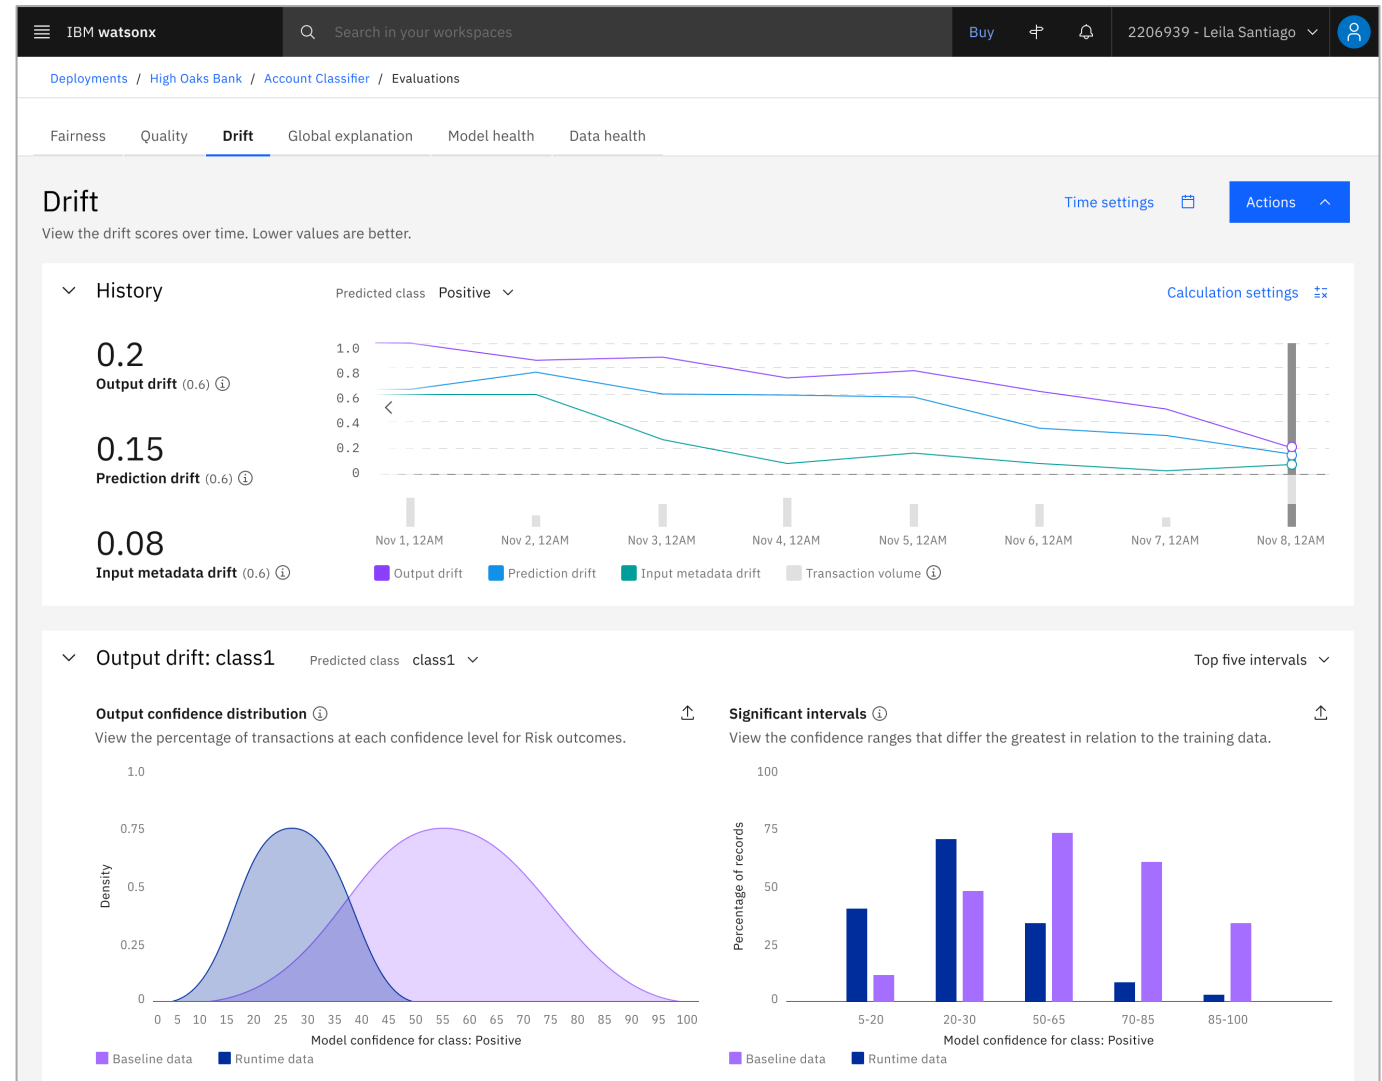 IBM watsonx
Search in your workspaces
Buy
2206939 - Leila Santiago
Deployments / High Oaks Bank / Account Classifier / Evaluations
Fairness Quality Drift Global explanation Model health Data health
Drift
Time settings
Actions
View the drift scores over time. Lower values are better.
History
Predicted class Positive
Calculation settings
0.2
Output drift (0.6)
0.15
Prediction drift (0.6)
0.08
Input metadata drift (0.6)
1.0
0.8
0.6
0.4
0.2
0
Nov 1, 12AM Nov 2, 12AM Nov 3, 12AM Nov 4, 12AM Nov 5, 12AM Nov 6, 12AM Nov 7, 12AM Nov 8, 12AM
Output drift Prediction drift Input metadata drift Transaction volume
Output drift: class1
Predicted class class1
Top five intervals
Output confidence distribution
View the percentage of transactions at each confidence level for Risk outcomes.
1.0
0.75
0.5
0.25
0
Density
0 5 10 15 20 25 30 35 40 45 50 55 60 65 70 75 80 85 90 95 100
Model confidence for class: Positive
Baseline data Runtime data
Significant intervals
View the confidence ranges that differ the greatest in relation to the training data.
100
75
50
25
0
Percentage of records
5-20 20-30 50-65 70-85 85-100
Model confidence for class: Positive
Baseline data Runtime data